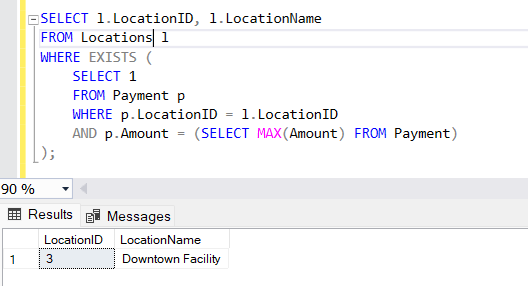 SELECT l.LocationID, l.LocationName
FROM Locations l
WHERE EXISTS (
    SELECT 1
    FROM Payment p
    WHERE p.LocationID = l.LocationID
    AND p.Amount = (SELECT MAX(Amount) FROM Payment)
);
90 %
Results Messages
LocationID LocationName
1 3 Downtown Facility